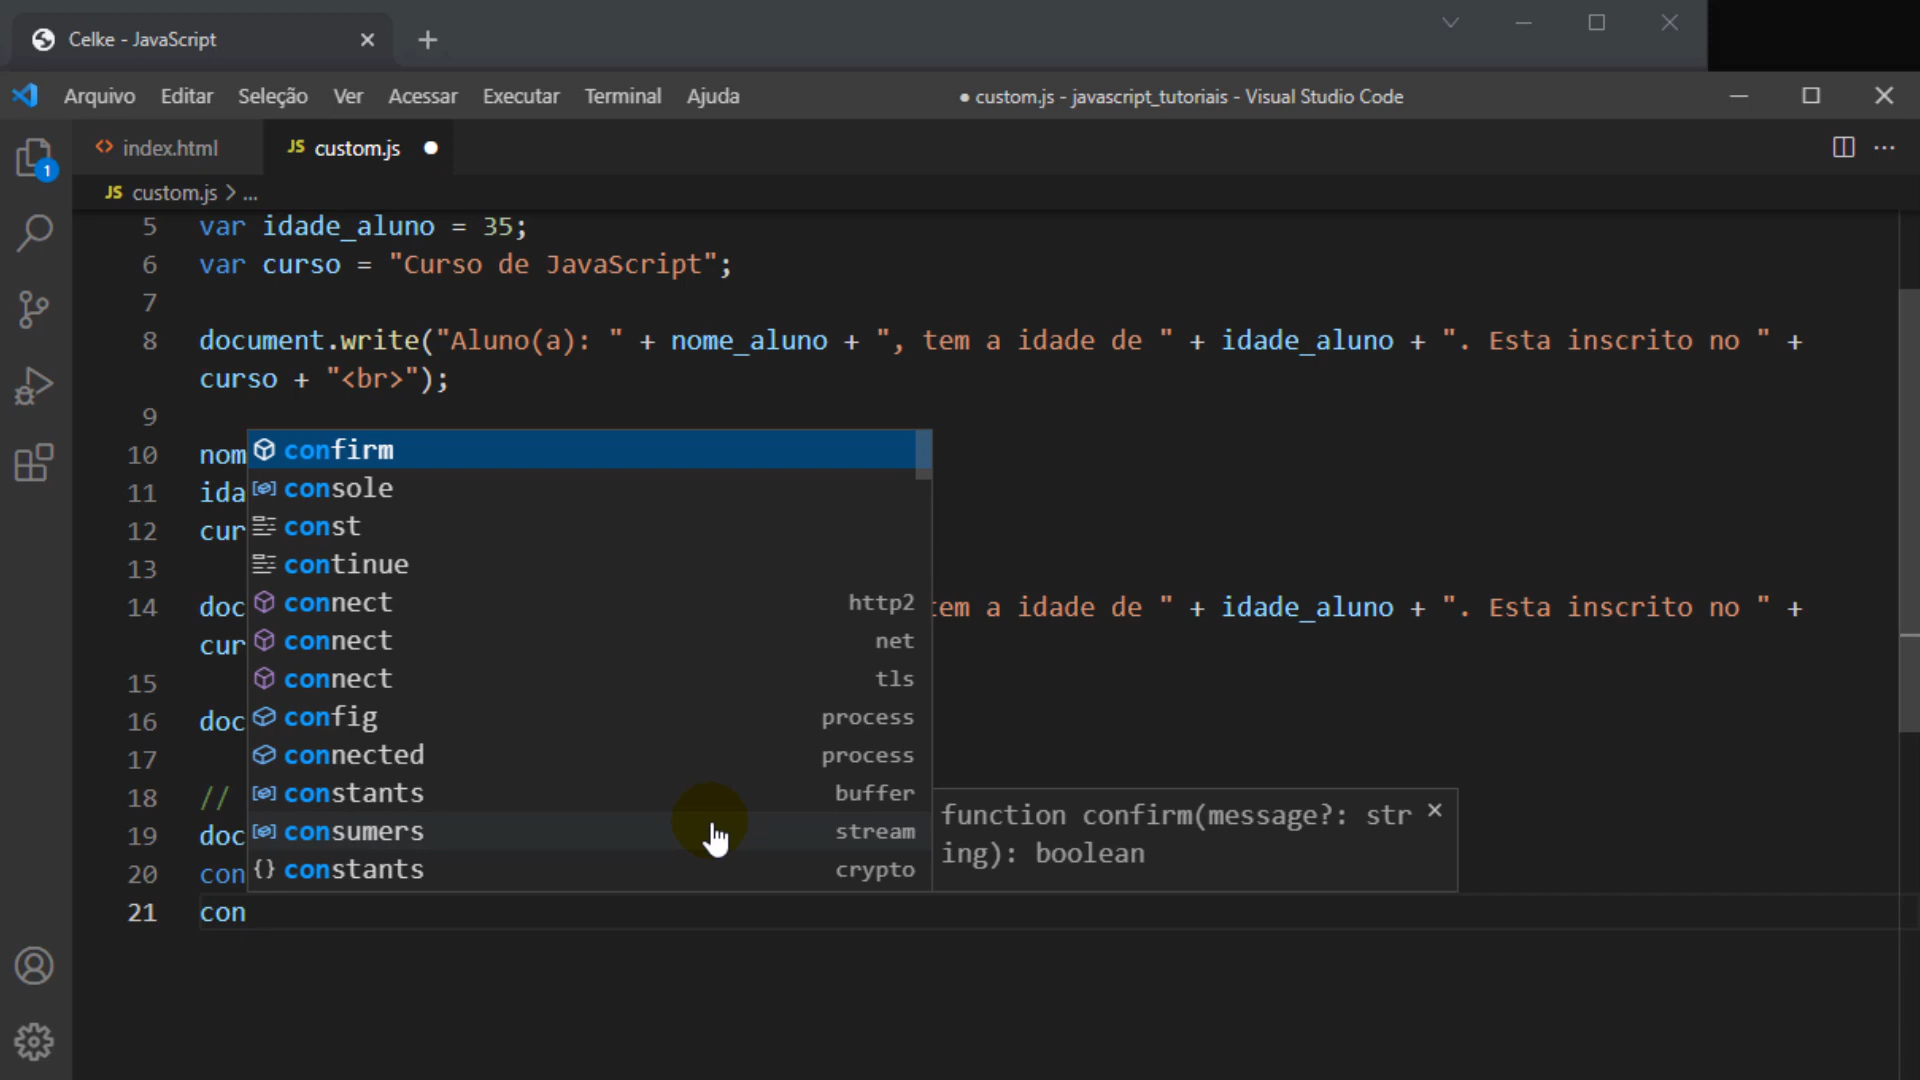 Celke - JavaScript
Arquivo Editar Seleção Ver Acessar Executar Terminal Ajuda ● custom.js - javascript_tutoriais - Visual Studio Code
1
<> index.html JS custom.js
JS custom.js > ...
5 var idade_aluno = 35;
6 var curso = "Curso de JavaScript";
7
8 document.write("Aluno(a): " + nome_aluno + ", tem a idade de " + idade_aluno + ". Esta inscrito no " +
curso + "<br>");
9
10 nom
confirm
11 ida
console
12 cur
const
13
continue
14 doc
connect http2
tem a idade de " + idade_aluno + ". Esta inscrito no " +
cur
connect net
15
connect tls
16 doc
config process
17
connected process
18 //
constants buffer
19 doc
consumers stream
20 con
{} constants crypto
function confirm(message?: str
ing): boolean
21 con